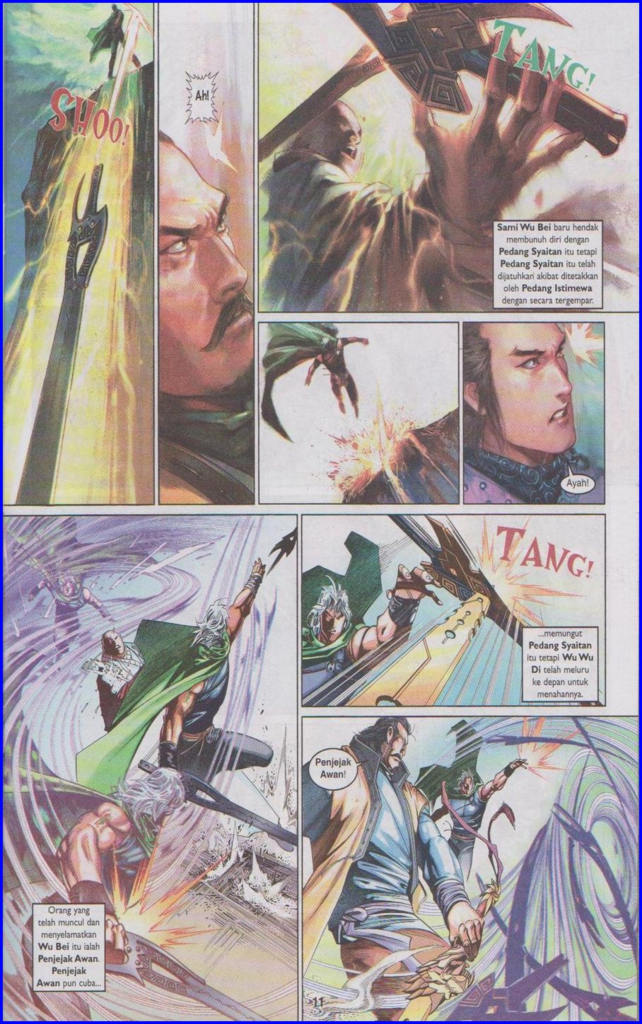 SHOO!
Ah!
TANG!
Sami Wu Bei baru hendak
membunuh diri dengan
Pedang Syaitan itu tetapi
Pedang Syaitan itu telah
dijatuhkan akibat ditetakkan
oleh Pedang Istimewa
dengan secara tergempar.
Ayah!
Orang yang
telah muncul dan
menyelamatkan
Wu Bei itu ialah
Penjejak Awan.
Penjejak
Awan pun cuba...
TANG!
...memungut
Pedang Syaitan
itu tetapi Wu Wu
Di telah meluru
ke depan untuk
menahannya.
Penjejak
Awan!
11